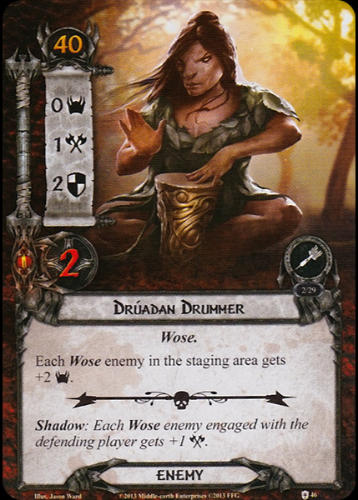 40
0
1
2
2
2/29
DRÚADAN DRUMMER
Wose.
Each Wose enemy in the staging area gets
+2
Shadow: Each Wose enemy engaged with the
defending player gets +1
ENEMY
Illus. Jason Ward ©2013 Middle-earth Enterprises ©2013 FFG 46